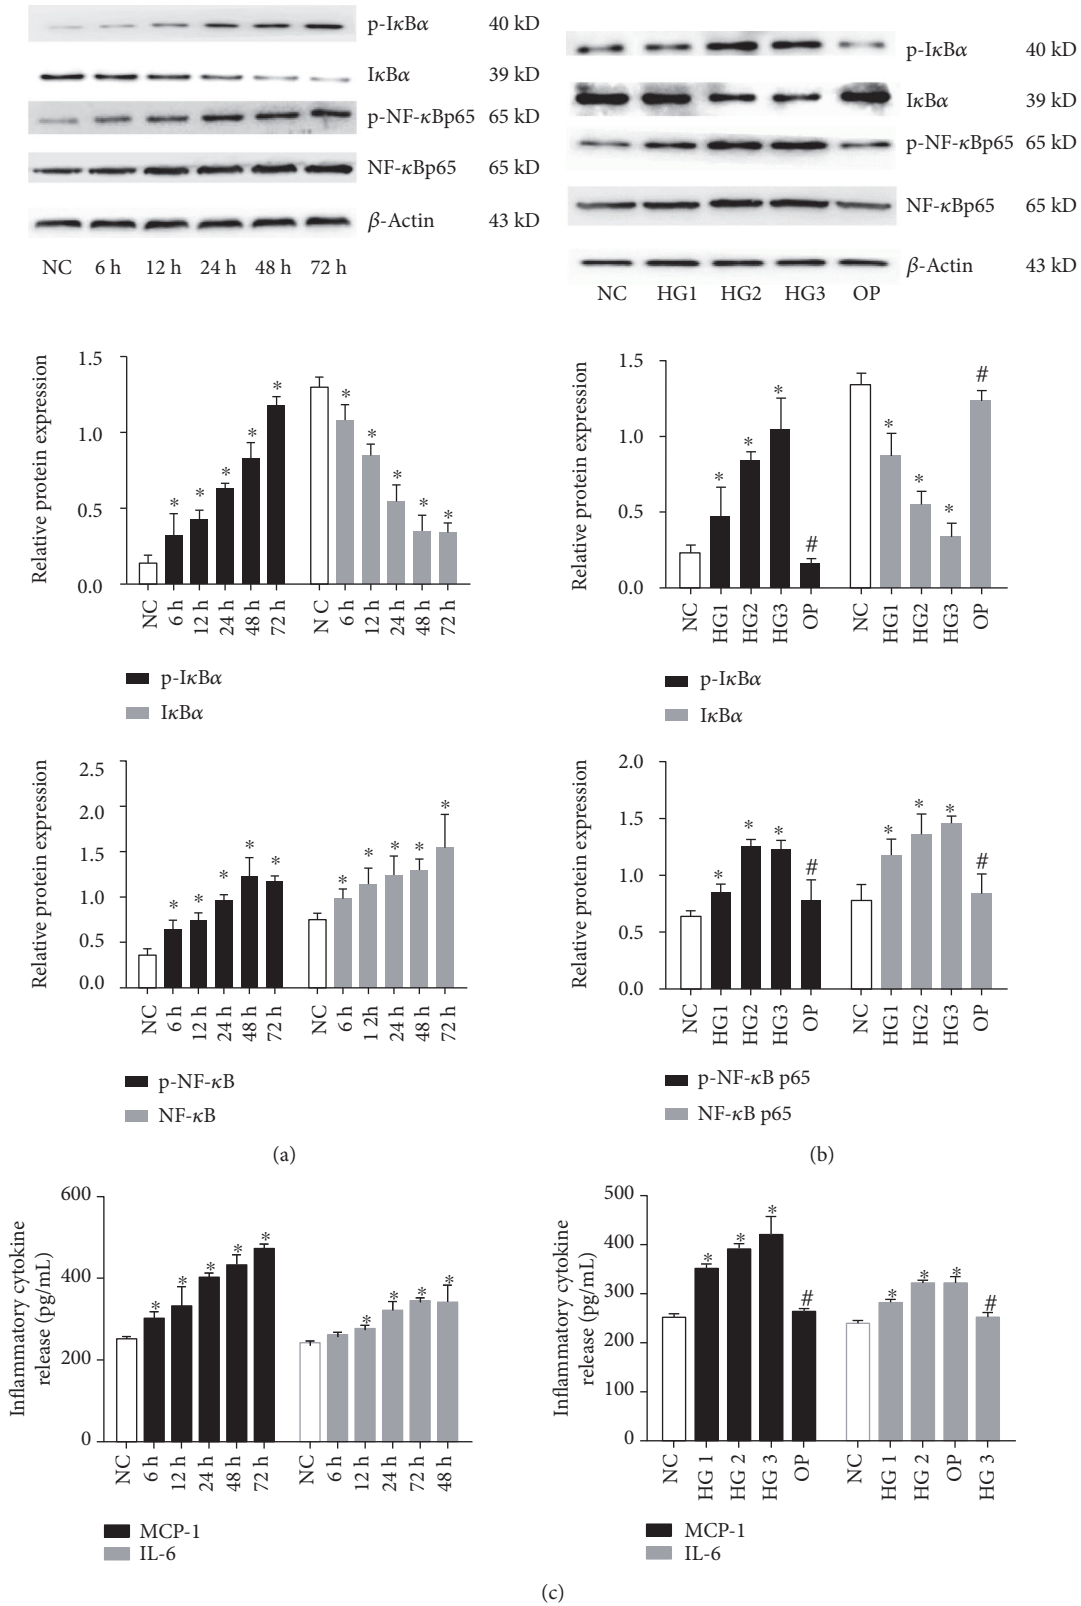 p-IκBα 40 kD
IκBα 39 kD
p-NF-κBp65 65 kD
NF-κBp65 65 kD
β-Actin 43 kD
NC 6 h 12 h 24 h 48 h 72 h
p-IκBα 40 kD
IκBα 39 kD
p-NF-κBp65 65 kD
NF-κBp65 65 kD
β-Actin 43 kD
NC HG1 HG2 HG3 OP
Relative protein expression
1.5
1.0
0.5
0.0
* * * * * * * * * *
NC 6 h 12 h 24 h 48 h 72 h N C 6 h 12 h 24 h 48 h 72 h
p-IκBα
IκBα
Relative protein expression
1.5
1.0
0.5
0.0
* * * # * * * #
NC HG1 HG2 HG3 OP NC HG1 HG2 HG3 OP
p-IκBα
IκBα
Relative protein expression
2.5
2.0
1.5
1.0
0.5
0.0
* * * * * * * * * *
NC 6 h 12 h 24 h 48 h 72 h NC 6 h 1 2h 24 h 48 h 72 h
p-NF-κB
NF-κB
(a)
Relative protein expression
2.0
1.5
1.0
0.5
0.0
* * * # * * * #
NC HG1 HG2 HG3 OP NC HG1 HG2 HG3 OP
p-NF-κB p65
NF-κB p65
(b)
Inflammatory cytokine
release (pg/mL)
600
400
200
0
* * * * * * * * *
NC 6 h 12 h 24 h 48 h 72 h NC 6 h 12 h 24 h 72 h 48 h
MCP-1
IL-6
Inflammatory cytokine
release (pg/mL)
500
400
300
200
100
0
* * * # * * * #
NC HG 1 HG 2 HG 3 OP NC HG 1 HG 2 OP HG 3
MCP-1
IL-6
(c)